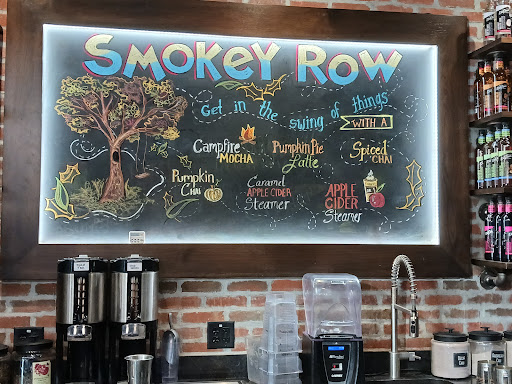 SMOKEY ROW
Get in the swing of things
WITH A
Campfire
MOCHA
Pumpkin Pie
Latte
Spiced
CHAI
Pumpkin
Chai
Caramel
APPLE CIDER
Steamer
APPLE
CIDER
Steamer